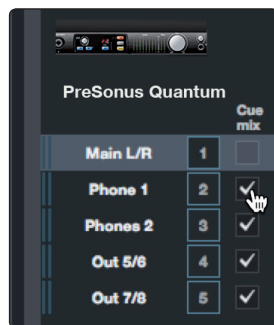 PreSonus Quantum
Cue
mix
Main L/R 1
Phone 1 2
Phones 2 3
Out 5/6 4
Out 7/8 5